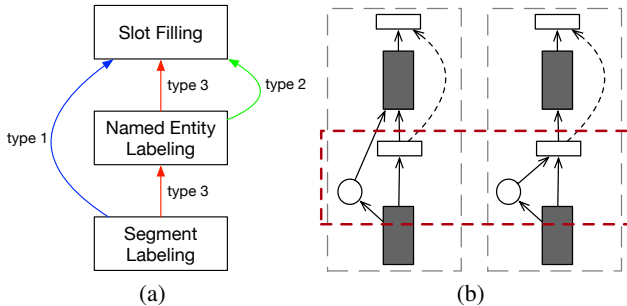 Slot Filling
type 3
type 2
type 1
Named Entity
Labeling
type 3
Segment
Labeling
(a)
(b)